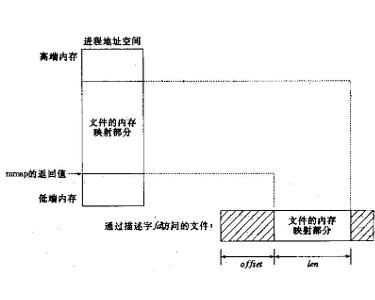 进程地址空间
高端内存
文件的内存
映射部分
mmap的返回值
低端内存
通过描述字fd访问的文件：
文件的内存
映射部分
offset
len